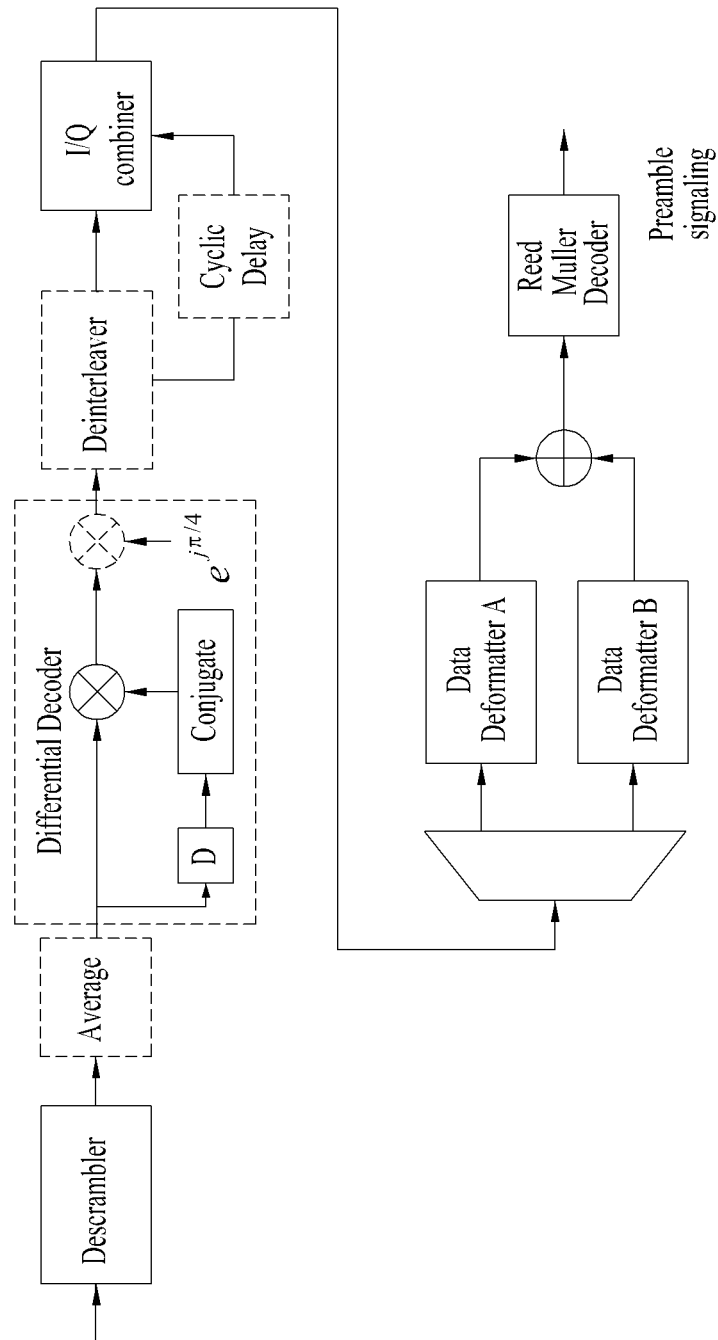 Descrambler
Average
Differential Decoder
D
Conjugate
e^{jπ/4}
Deinterleaver
Cyclic
Delay
I/Q
combiner
Data
Deformatter A
Data
Deformatter B
Reed
Muller
Decoder
Preamble
signaling